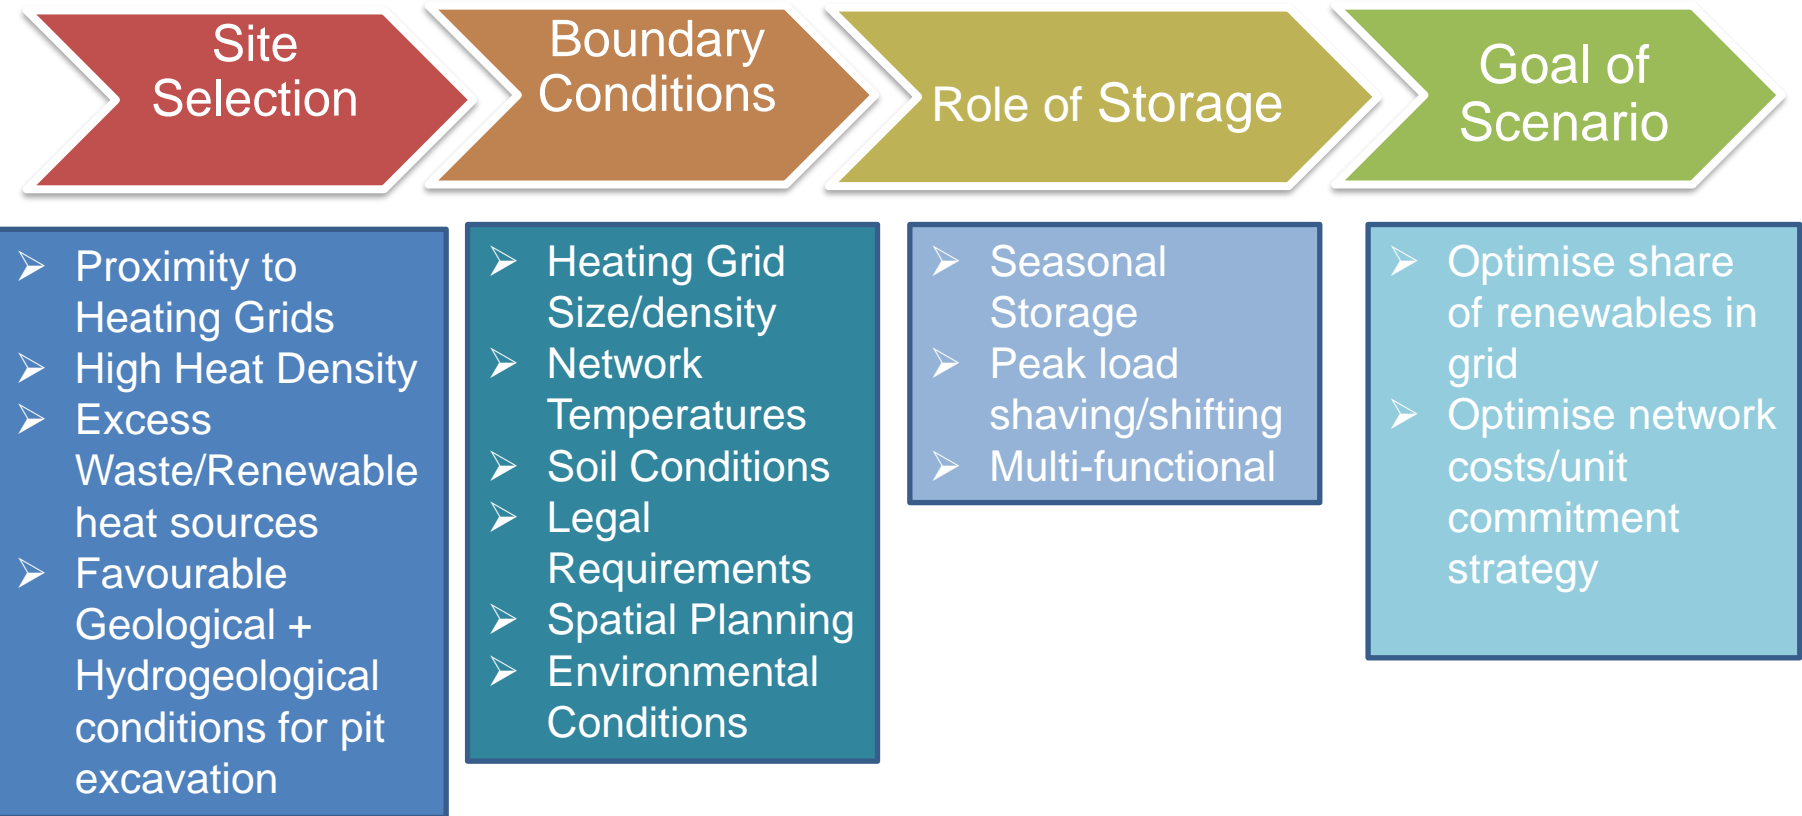 Site
Selection
Boundary
Conditions
Role of Storage
Goal of
Scenario
➢ Proximity to
Heating Grids
➢ High Heat Density
➢ Excess
Waste/Renewable
heat sources
➢ Favourable
Geological +
Hydrogeological
conditions for pit
excavation
➢ Heating Grid
Size/density
➢ Network
Temperatures
➢ Soil Conditions
➢ Legal
Requirements
➢ Spatial Planning
➢ Environmental
Conditions
➢ Seasonal
Storage
➢ Peak load
shaving/shifting
➢ Multi-functional
➢ Optimise share
of renewables in
grid
➢ Optimise network
costs/unit
commitment
strategy